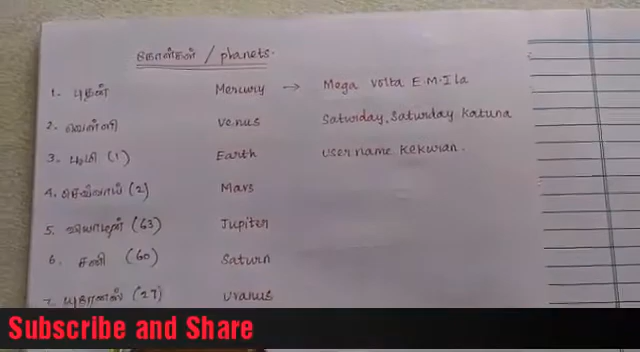 கோள்கள் / planets.
1. புதன் Mercury → Mega Volta E.M.Ila
2. வெள்ளி Venus Saturday, Saturday Katuna
3. பூமி (1) Earth User name Kekuran.
4. செவ்வாய் (2) Mars
5. வியாழன் (63) Jupiter
6. சனி (60) Saturn
7. யுரானஸ் (27) Uranus
Subscribe and Share